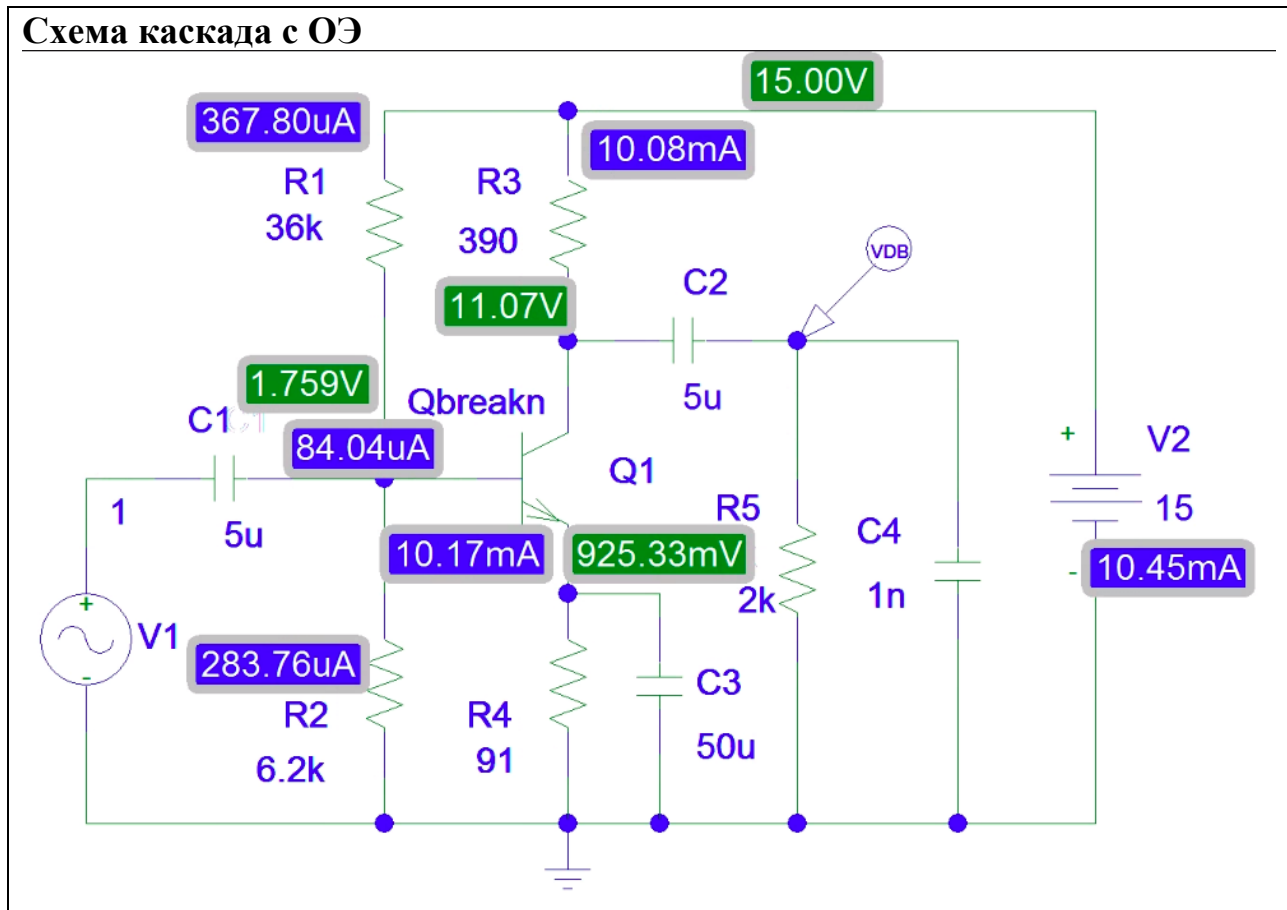 Схема каскада с ОЭ
15.00V
367.80uA
10.08mA
R1
36k
R3
390
VDB
C2
11.07V
5u
1.759V
Qbreakn
C1
84.04uA
Q1
V2
+
15
1
5u
R5
C4
10.17mA
925.33mV
-
10.45mA
2k
1n
+
V1
-
283.76uA
R2
6.2k
R4
91
C3
50u